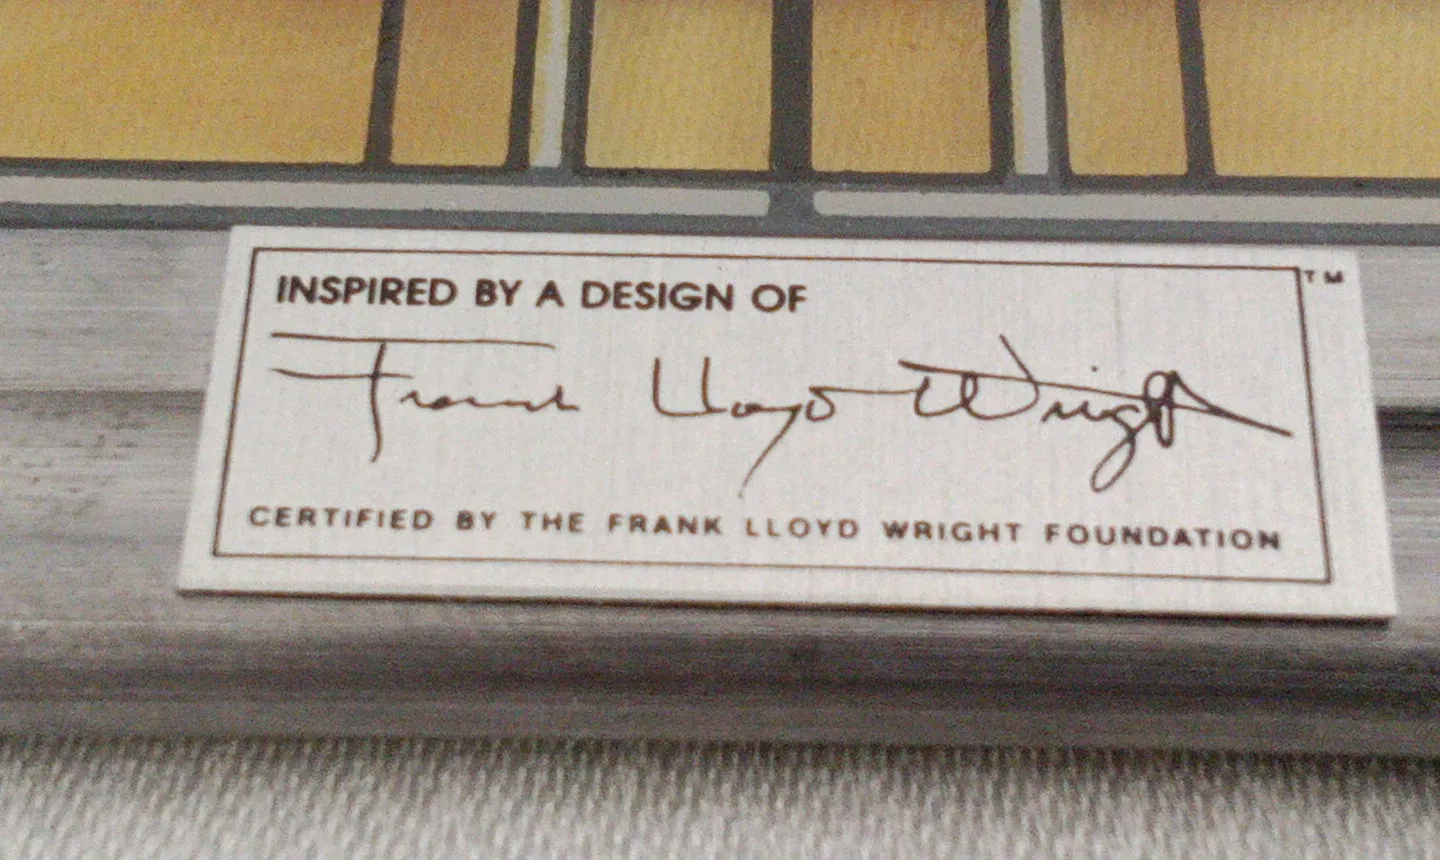 INSPIRED BY A DESIGN OF ™
Frank Lloyd Wright
CERTIFIED BY THE FRANK LLOYD WRIGHT FOUNDATION